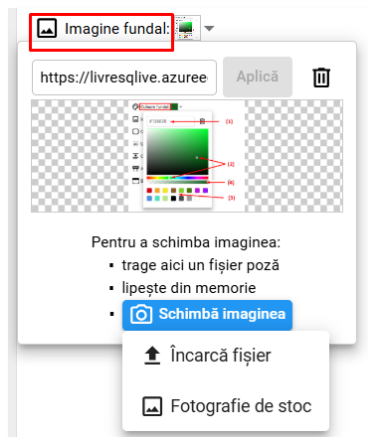 Imagine fundal:
https://livresqlive.azuree
Aplică
Pentru a schimba imaginea:
▪ trage aici un fișier poză
▪ lipește din memorie
▪ Schimbă imaginea
Încarcă fișier
Fotografie de stoc